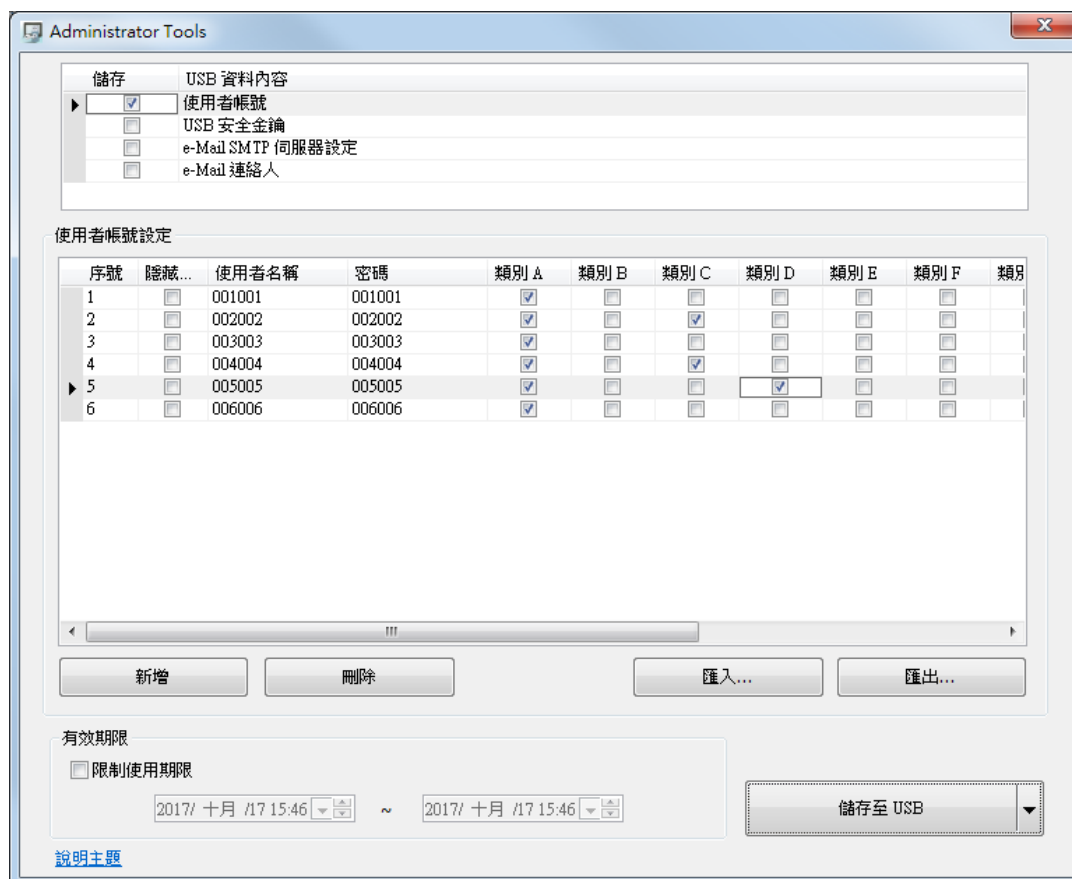 Administrator Tools
儲存 USB 資料內容
使用者帳號
USB 安全金鑰
e-Mail SMTP 伺服器設定
e-Mail 連絡人
使用者帳號設定
序號 隱藏... 使用者名稱 密碼 類別 A 類別 B 類別 C 類別 D 類別 E 類別 F 類別
1 001001 001001
2 002002 002002
3 003003 003003
4 004004 004004
5 005005 005005
6 006006 006006
新增 刪除 匯入... 匯出...
有效期限
限制使用期限
2017/ 十月 /17 15:46 ~ 2017/ 十月 /17 15:46
儲存至 USB
說明主題